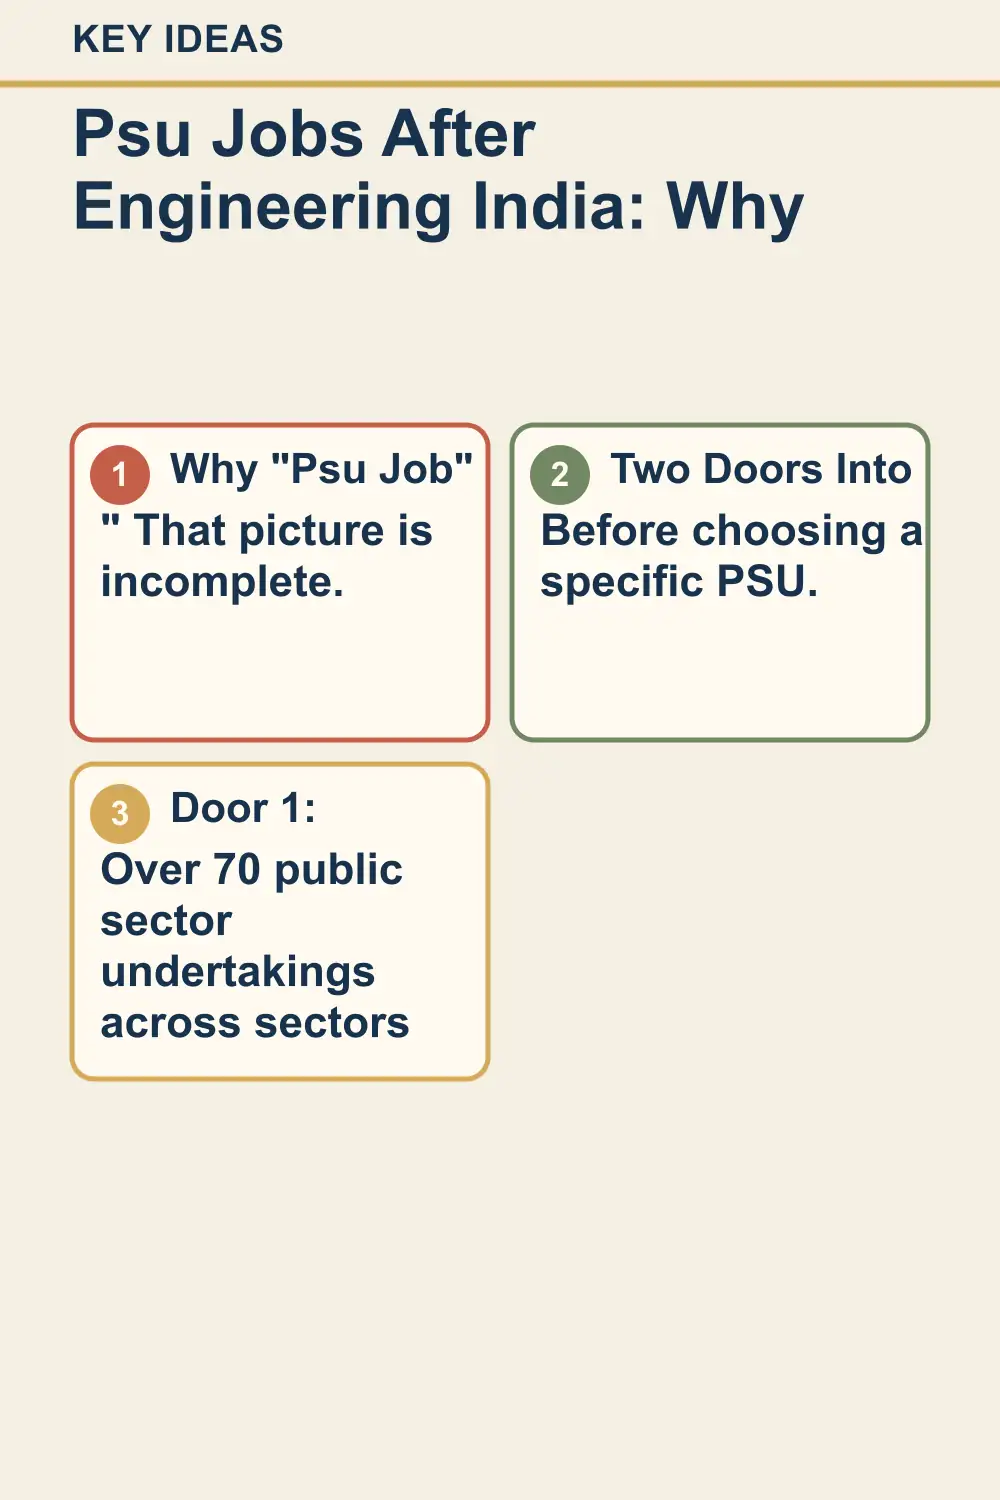 KEY IDEAS
Psu Jobs After
Engineering India: Why
1 Why "Psu Job"
" That picture is
incomplete.
2 Two Doors Into
Before choosing a
specific PSU.
3 Door 1:
Over 70 public
sector
undertakings
across sectors